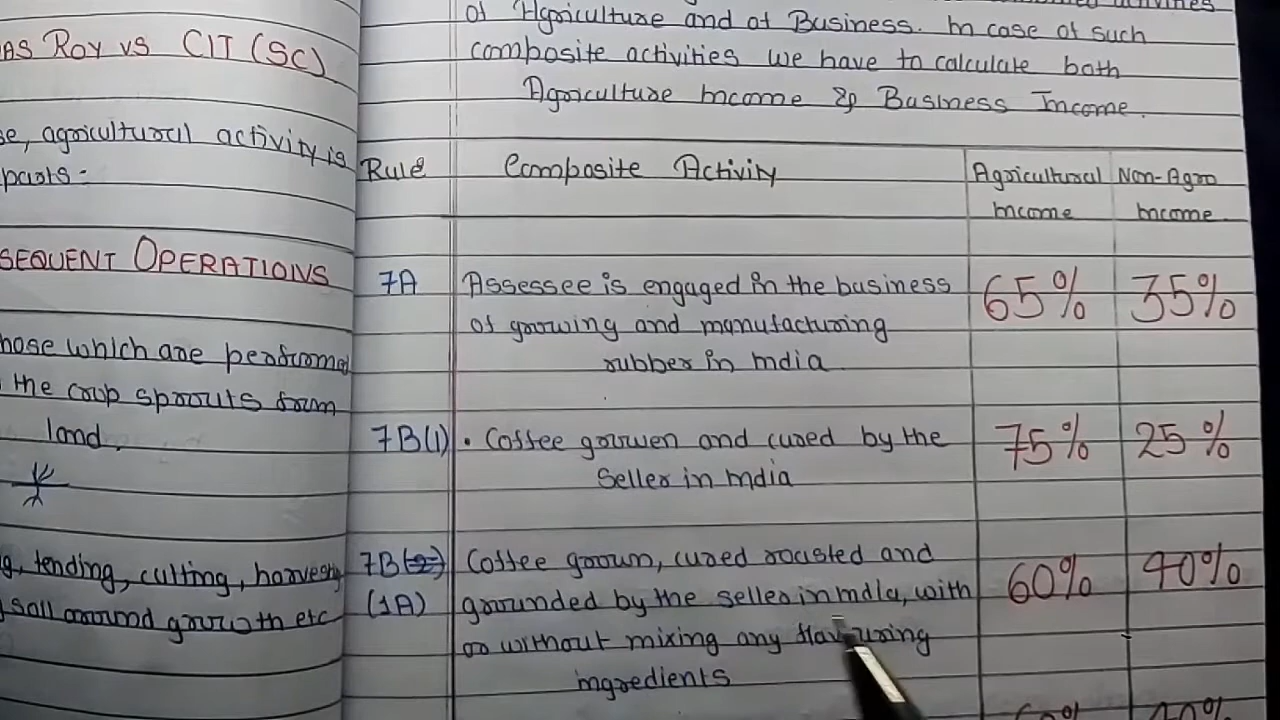 AS ROY VS CIT (SC)
se, agricultural activity is
parts:-
SEQUENT OPERATIONS
hose which are performed
the crop sprouts from
land.
g, tending, cutting, harvesting
soil around growth etc
activities
of Agriculture and of Business. In case of such
composite activities we have to calculate both
Agriculture Income & Business Income.
Rule Composite Activity Agricultural Income Non-Agro Income
7A Assessee is engaged in the business 65% 35%
of growing and manufacturing
rubber in India.
7B(1) • Coffee growen and cured by the 75% 25%
Seller in India
7B Coffee grown, cured roasted and 60% 40%
(1A) grounded by the seller in India, with
or without mixing any flavouring
ingredients